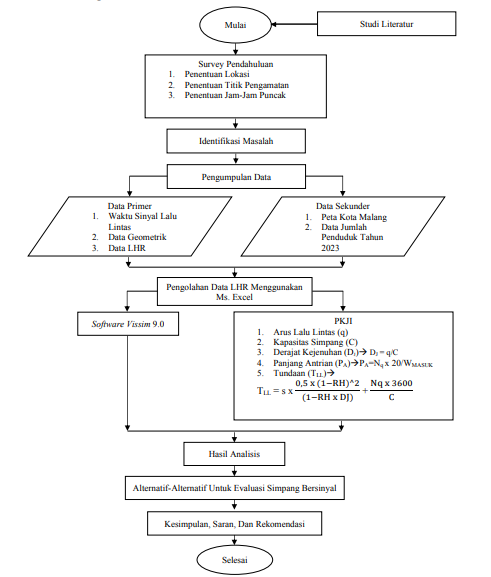 Mulai
Studi Literatur
Survey Pendahuluan
1. Penentuan Lokasi
2. Penentuan Titik Pengamatan
3. Penentuan Jam-Jam Puncak
Identifikasi Masalah
Pengumpulan Data
Data Primer
1. Waktu Sinyal Lalu
Lintas
2. Data Geometrik
3. Data LHR
Data Sekunder
1. Peta Kota Malang
2. Data Jumlah
Penduduk Tahun
2023
Pengolahan Data LHR Menggunakan
Ms. Excel
Software Vissim 9.0
PKJI
1. Arus Lalu Lintas (q)
2. Kapasitas Simpang (C)
3. Derajat Kejenuhan (DJ)→ DJ = q/C
4. Panjang Antrian (PA)→PA=Nq x 20/WMASUK
5. Tundaan (TLL)→
TLL = s x 0,5 x (1−RH)^2/(1−RH x DJ) + Nq x 3600/C
Hasil Analisis
Alternatif-Alternatif Untuk Evaluasi Simpang Bersinyal
Kesimpulan, Saran, Dan Rekomendasi
Selesai